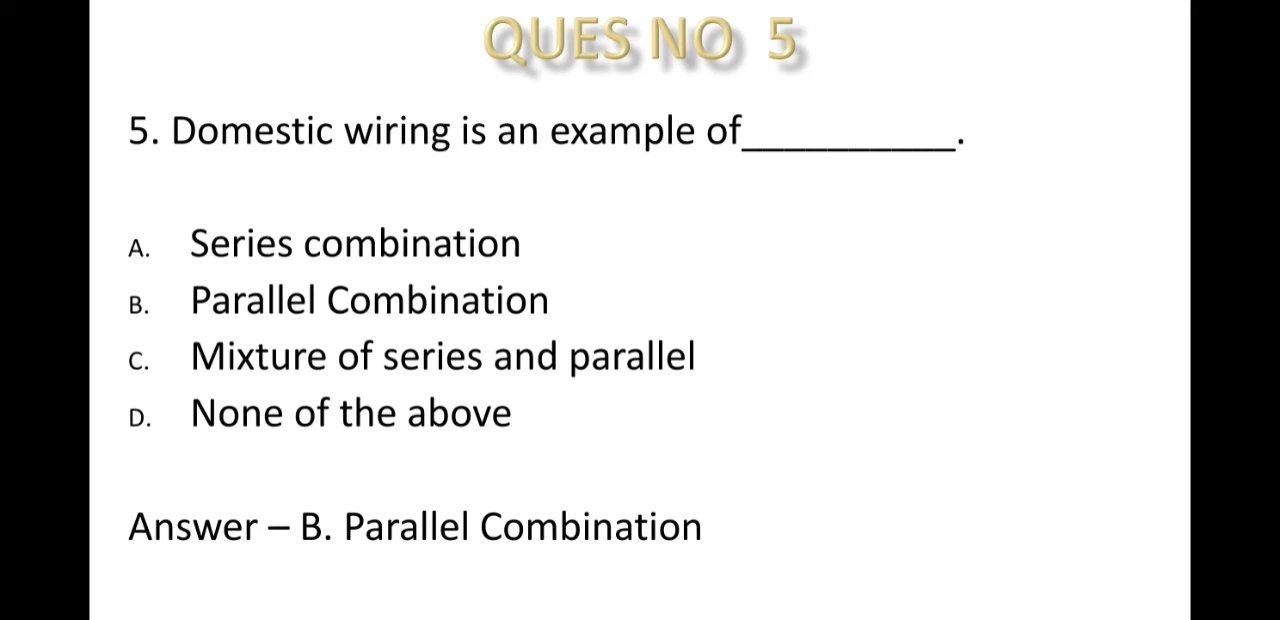 QUES NO 5
5. Domestic wiring is an example of__________.
A. Series combination
B. Parallel Combination
C. Mixture of series and parallel
D. None of the above
Answer – B. Parallel Combination